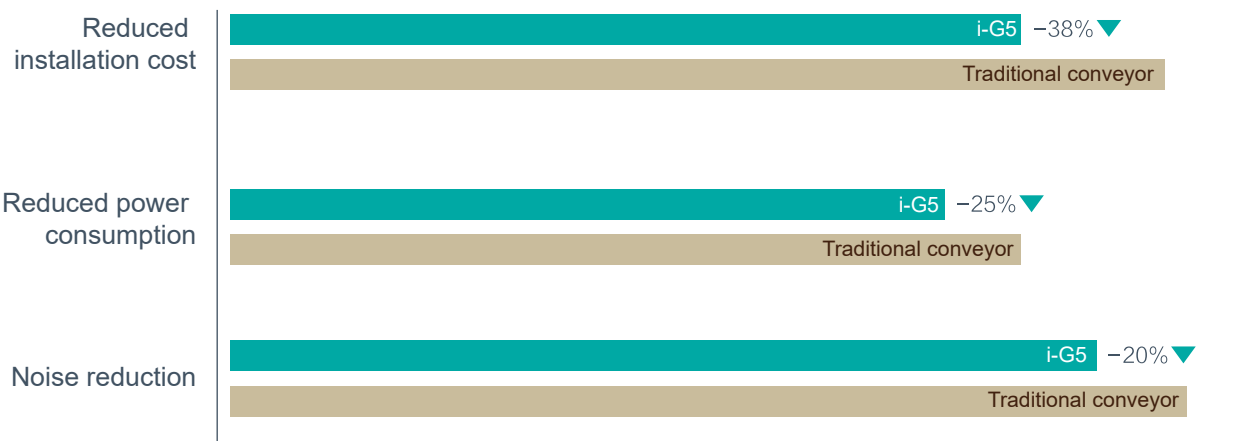 Reduced
installation cost
i-G5 −38%
Traditional conveyor
Reduced power
consumption
i-G5 −25%
Traditional conveyor
Noise reduction
i-G5 −20%
Traditional conveyor